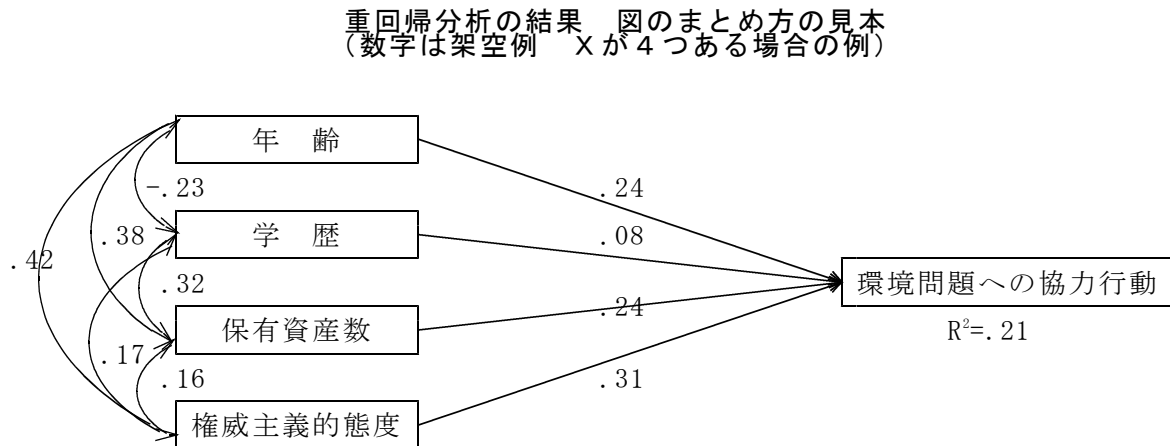 重回帰分析の結果　図のまとめ方の見本
（数字は架空例　Ｘが４つある場合の例）
年　齢
-.23
.24
学　歴
.38
.08
.42
.32
環境問題への協力行動
.24
保有資産数
R²=.21
.17
.16
.31
権威主義的態度